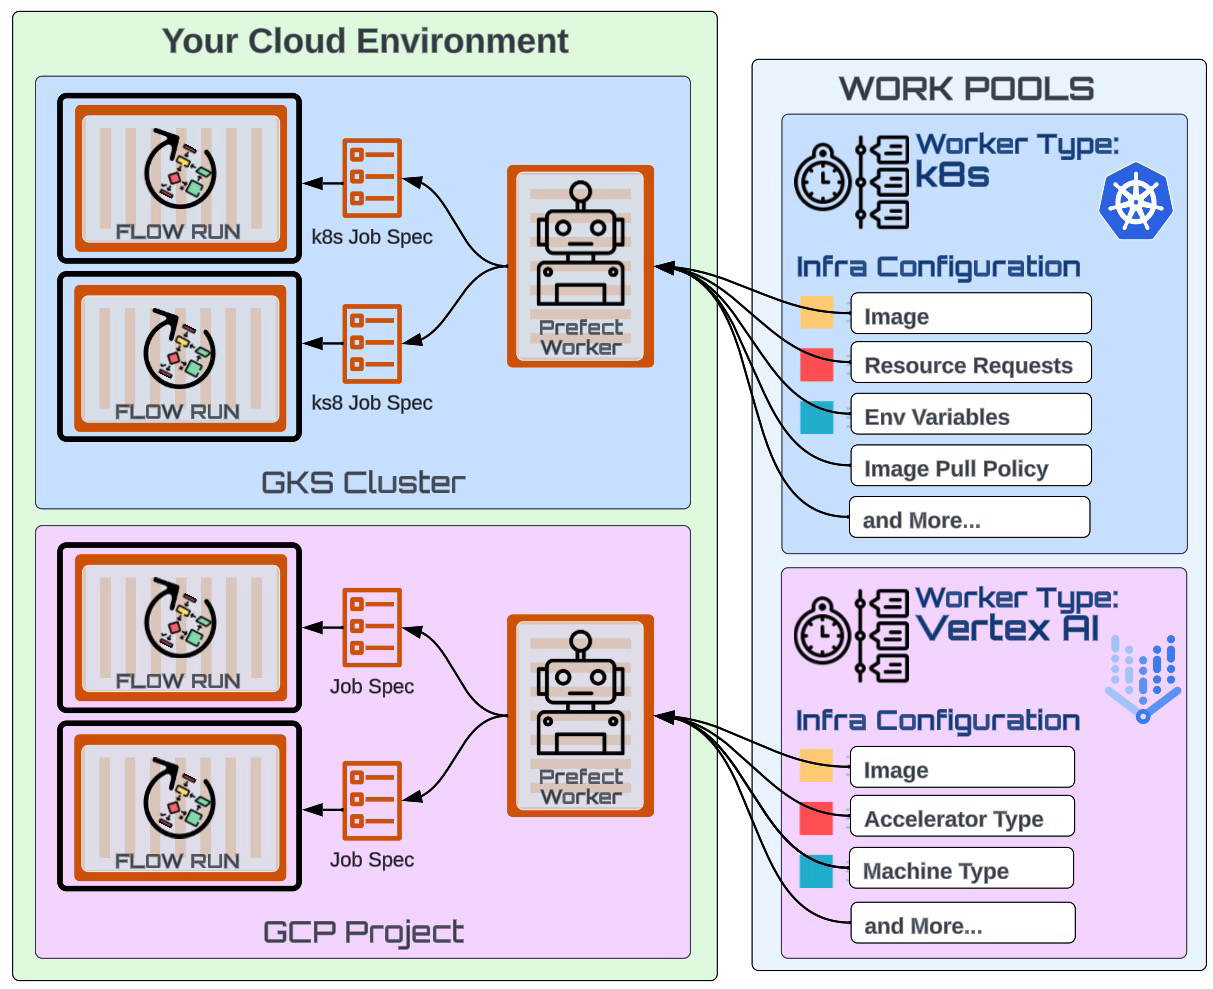 Your Cloud Environment
FLOW RUN
k8s Job Spec
FLOW RUN
ks8 Job Spec
Prefect
Worker
GKS Cluster
FLOW RUN
Job Spec
FLOW RUN
Job Spec
Prefect
Worker
GCP Project
WORK POOLS
Worker Type:
k8s
Infra Configuration
Image
Resource Requests
Env Variables
Image Pull Policy
and More...
Worker Type:
Vertex AI
Infra Configuration
Image
Accelerator Type
Machine Type
and More...